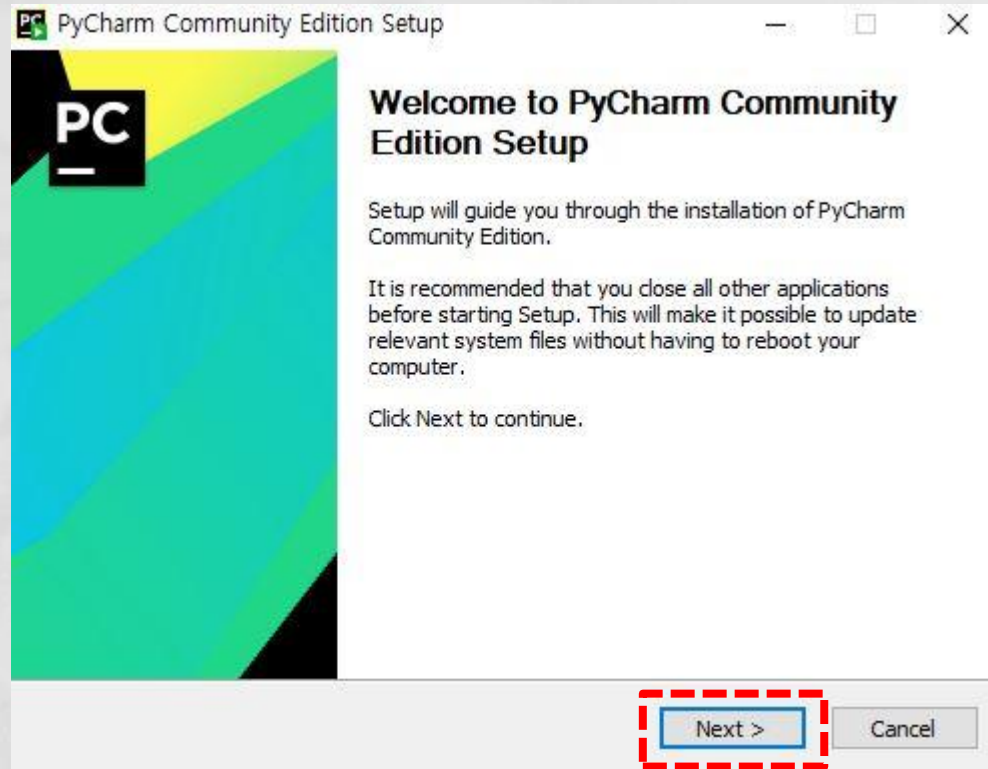 PyCharm Community Edition Setup
PC
Welcome to PyCharm Community
Edition Setup
Setup will guide you through the installation of PyCharm
Community Edition.
It is recommended that you close all other applications
before starting Setup. This will make it possible to update
relevant system files without having to reboot your
computer.
Click Next to continue.
Next >
Cancel